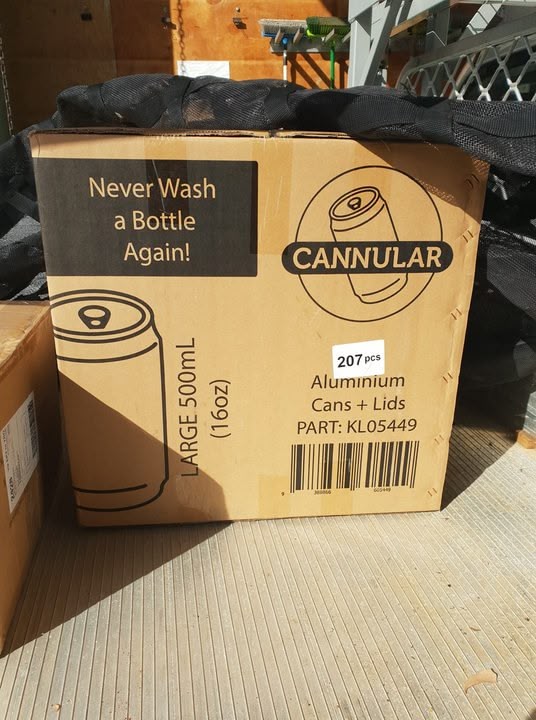 Never Wash
a Bottle
Again!
CANNULAR
LARGE 500mL
(16oz)
207 pcs
Aluminium
Cans + Lids
PART: KL05449